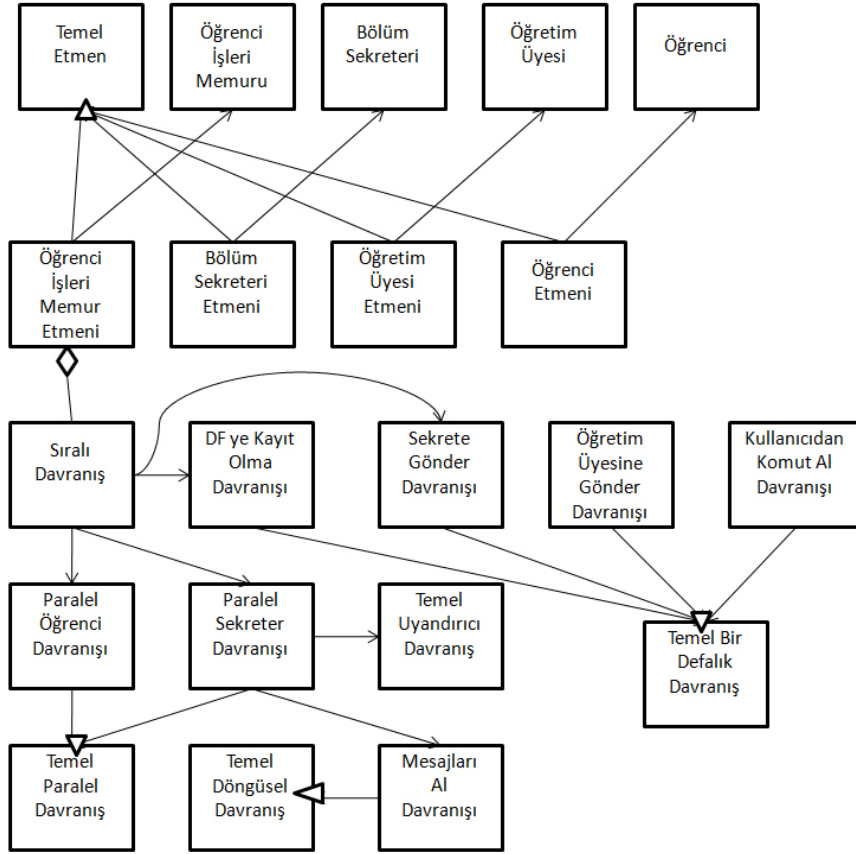 Temel
Etmen
Öğrenci
İşleri
Memuru
Bölüm
Sekreteri
Öğretim
Üyesi
Öğrenci
Öğrenci
İşleri
Memur
Etmeni
Bölüm
Sekreteri
Etmeni
Öğretim
Üyesi
Etmeni
Öğrenci
Etmeni
Sıralı
Davranış
DF ye Kayıt
Olma
Davranışı
Sekrete
Gönder
Davranışı
Öğretim
Üyesine
Gönder
Davranışı
Kullanıcıdan
Komut Al
Davranışı
Paralel
Öğrenci
Davranışı
Paralel
Sekreter
Davranışı
Temel
Uyandırıcı
Davranış
Temel Bir
Defalık
Davranış
Temel
Paralel
Davranış
Temel
Döngüsel
Davranış
Mesajları
Al
Davranışı